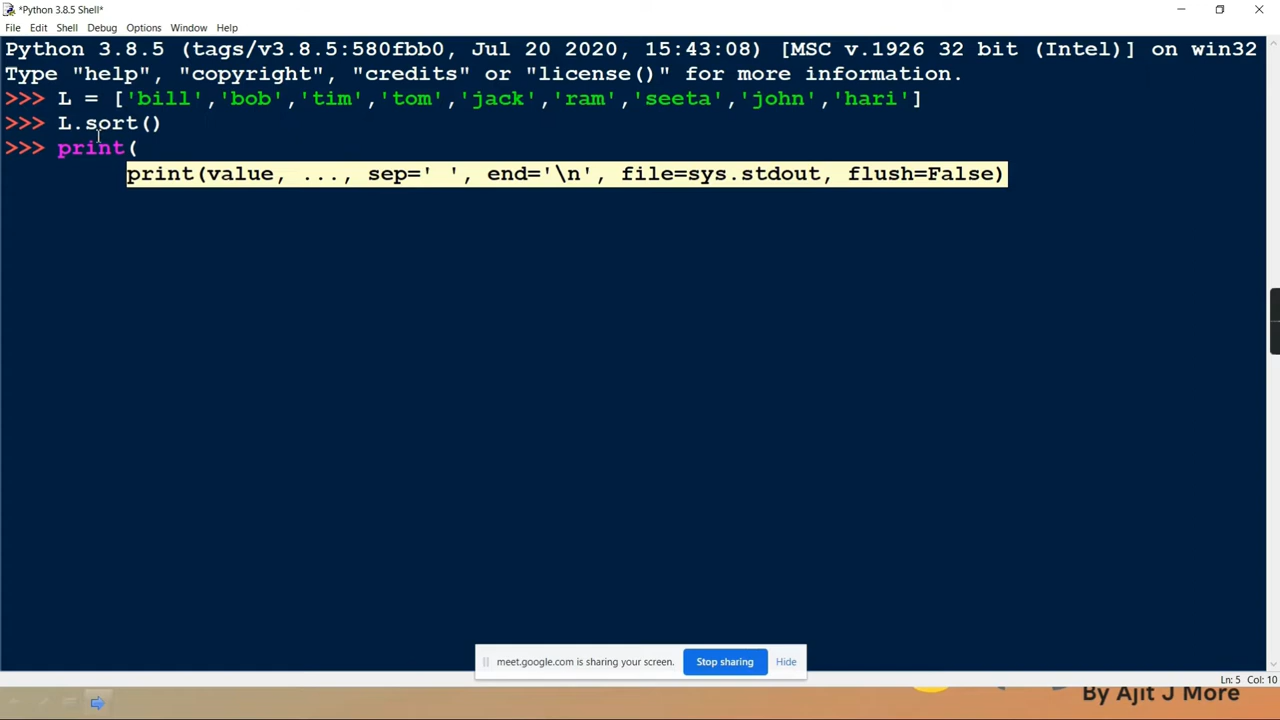 *Python 3.8.5 Shell*
File Edit Shell Debug Options Window Help
Python 3.8.5 (tags/v3.8.5:580fbb0, Jul 20 2020, 15:43:08) [MSC v.1926 32 bit (Intel)] on win32
Type "help", "copyright", "credits" or "license()" for more information.
>>> L = ['bill','bob','tim','tom','jack','ram','seeta','john','hari']
>>> L.sort()
>>> print(
print(value, ..., sep=' ', end='\n', file=sys.stdout, flush=False)
meet.google.com is sharing your screen. Stop sharing Hide
Ln: 5 Col: 10
By Ajit J More